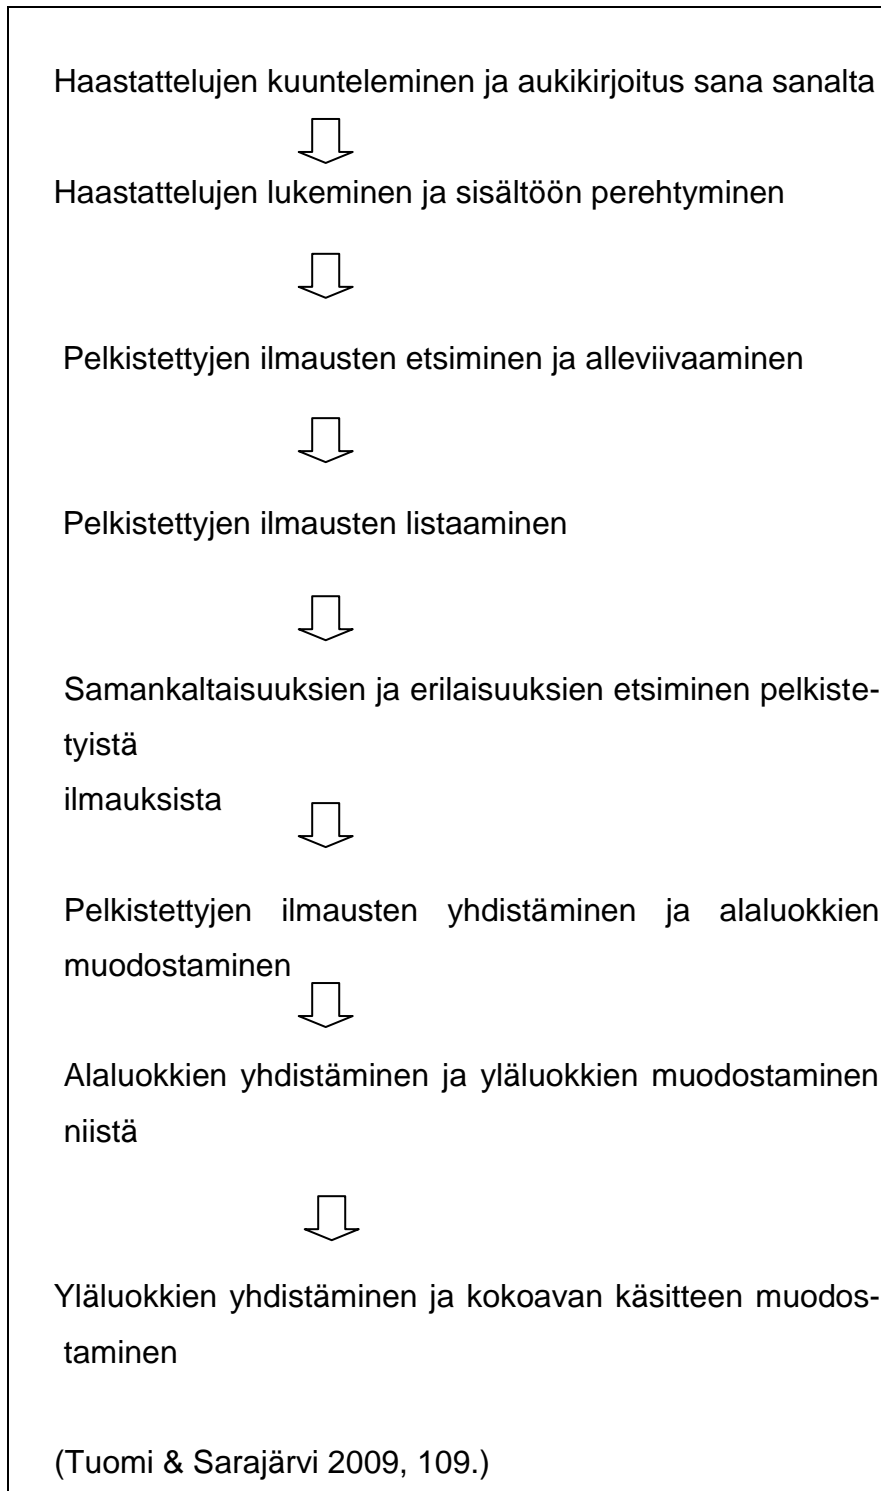 Haastattelujen kuunteleminen ja aukikirjoitus sana sanalta
Haastattelujen lukeminen ja sisältöön perehtyminen
Pelkistettyjen ilmausten etsiminen ja alleviivaaminen
Pelkistettyjen ilmausten listaaminen
Samankaltaisuuksien ja erilaisuuksien etsiminen pelkiste-
tyistä
ilmauksista
Pelkistettyjen ilmausten yhdistäminen ja alaluokkien
muodostaminen
Alaluokkien yhdistäminen ja yläluokkien muodostaminen
niistä
Yläluokkien yhdistäminen ja kokoavan käsitteen muodos-
taminen
(Tuomi & Sarajärvi 2009, 109.)